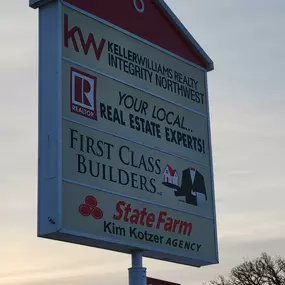 kw KELLERWILLIAMS REALTY
INTEGRITY NORTHWEST
R
REALTOR
YOUR LOCAL...
REAL ESTATE EXPERTS!
FIRST CLASS
BUILDERS
State Farm
Kim Kotzer AGENCY